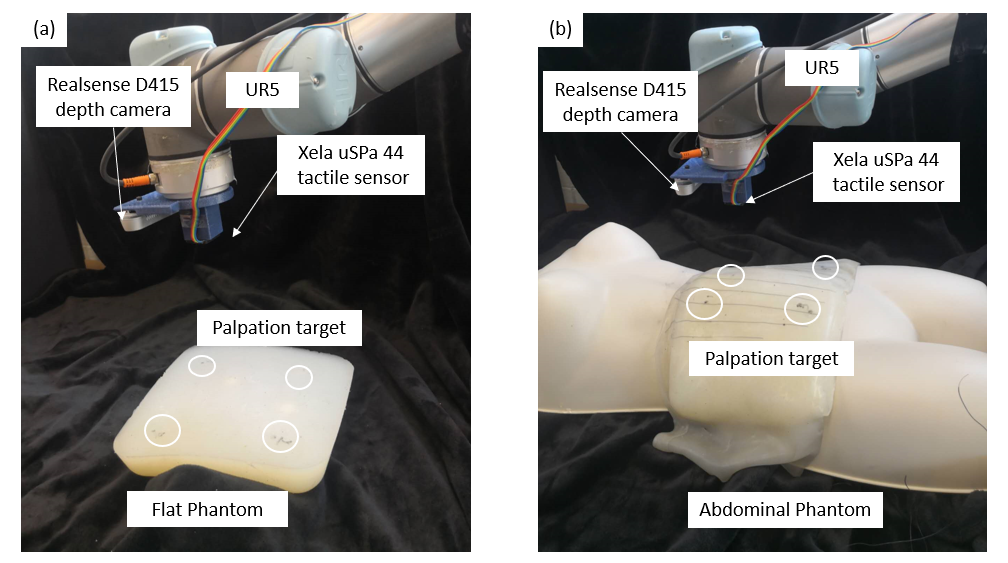 (a)
Realsense D415
depth camera
UR5
Xela uSPa 44
tactile sensor
Palpation target
Flat Phantom
(b)
Realsense D415
depth camera
UR5
Xela uSPa 44
tactile sensor
Palpation target
Abdominal Phantom